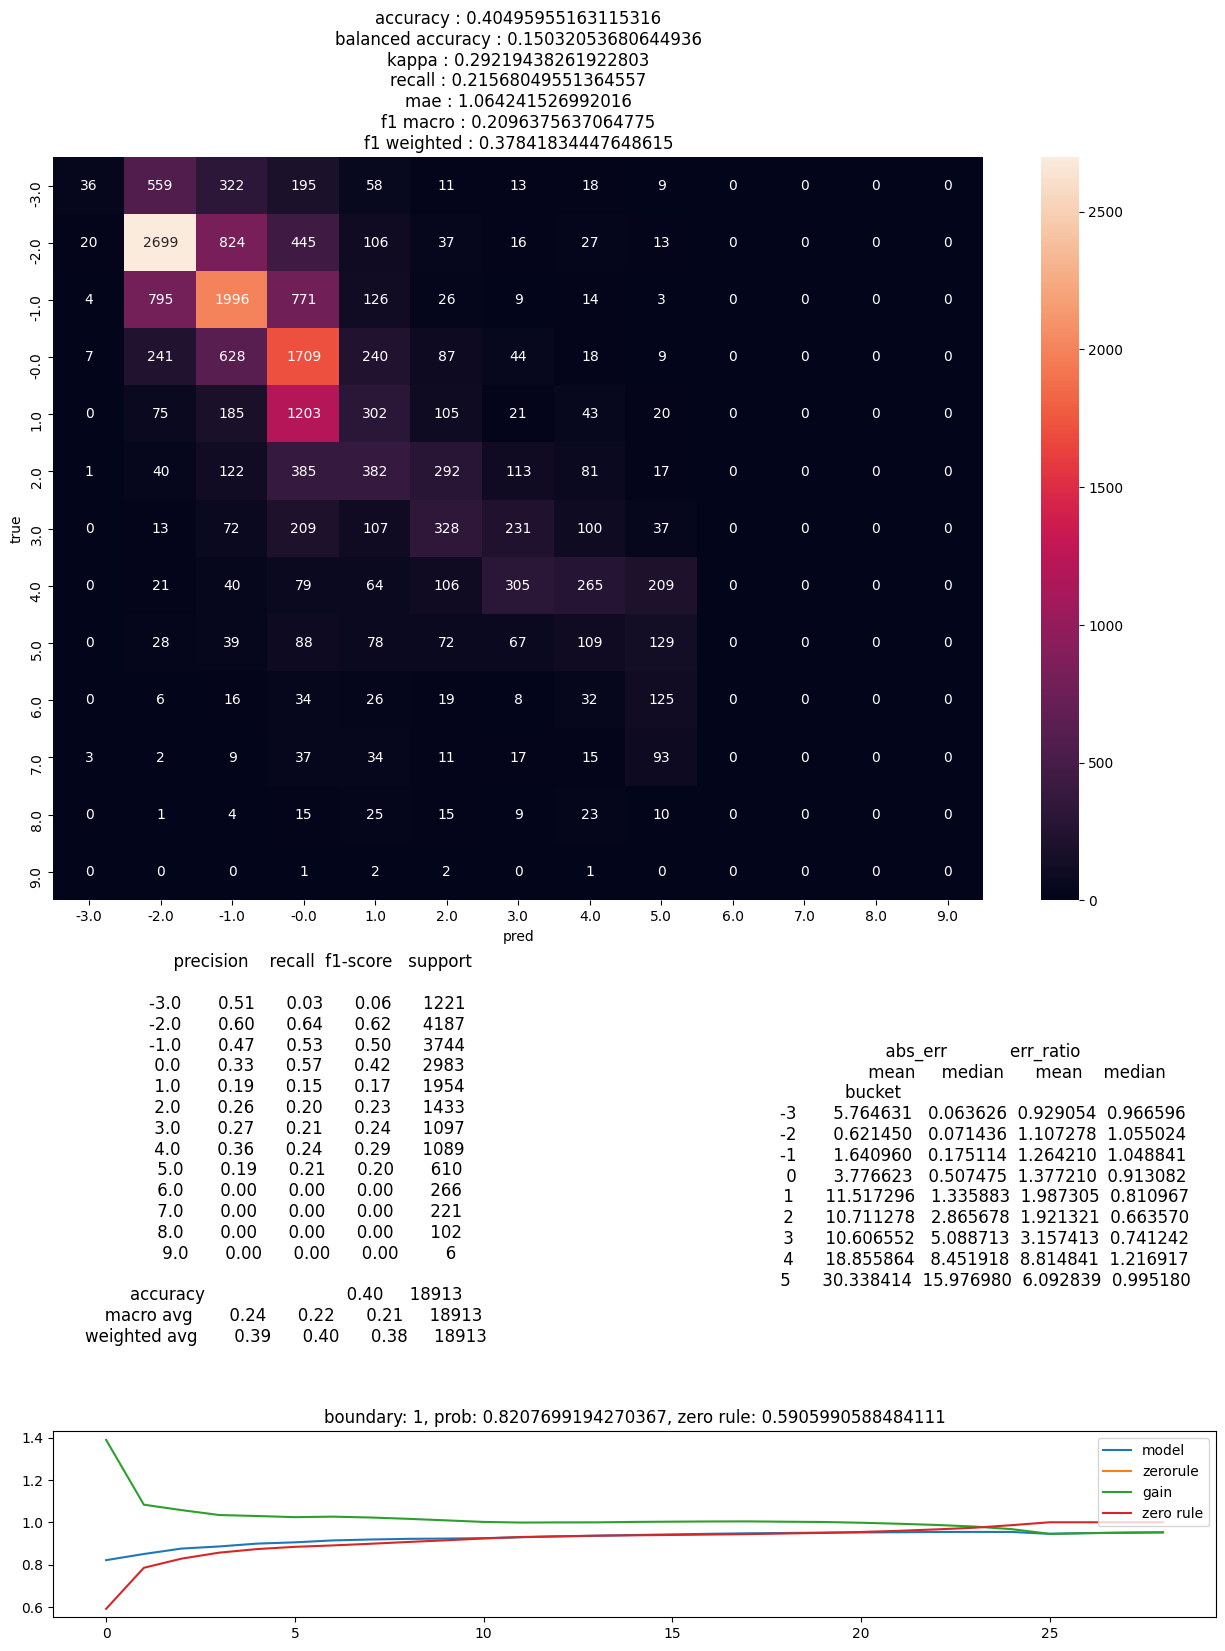 accuracy : 0.40495955163115316
balanced accuracy : 0.15032053680644936
kappa : 0.29219438261922803
recall : 0.21568049551364557
mae : 1.064241526992016
f1 macro : 0.2096375637064775
f1 weighted : 0.37841834447648615
-3.0 36 559 322 195 58 11 13 18 9 0 0 0 0
-2.0 20 2699 824 445 106 37 16 27 13 0 0 0 0
-1.0 4 795 1996 771 126 26 9 14 3 0 0 0 0
-0.0 7 241 628 1709 240 87 44 18 9 0 0 0 0
1.0 0 75 185 1203 302 105 21 43 20 0 0 0 0
2.0 1 40 122 385 382 292 113 81 17 0 0 0 0
3.0 0 13 72 209 107 328 231 100 37 0 0 0 0
4.0 0 21 40 79 64 106 305 265 209 0 0 0 0
5.0 0 28 39 88 78 72 67 109 129 0 0 0 0
6.0 0 6 16 34 26 19 8 32 125 0 0 0 0
7.0 3 2 9 37 34 11 17 15 93 0 0 0 0
8.0 0 1 4 15 25 15 9 23 10 0 0 0 0
9.0 0 0 0 1 2 2 0 1 0 0 0 0 0
true
-3.0 -2.0 -1.0 -0.0 1.0 2.0 3.0 4.0 5.0 6.0 7.0 8.0 9.0
pred
2500
2000
1500
1000
500
0
precision recall f1-score support
-3.0 0.51 0.03 0.06 1221
-2.0 0.60 0.64 0.62 4187
-1.0 0.47 0.53 0.50 3744
0.0 0.33 0.57 0.42 2983
1.0 0.19 0.15 0.17 1954
2.0 0.26 0.20 0.23 1433
3.0 0.27 0.21 0.24 1097
4.0 0.36 0.24 0.29 1089
5.0 0.19 0.21 0.20 610
6.0 0.00 0.00 0.00 266
7.0 0.00 0.00 0.00 221
8.0 0.00 0.00 0.00 102
9.0 0.00 0.00 0.00 6
accuracy 0.40 18913
macro avg 0.24 0.22 0.21 18913
weighted avg 0.39 0.40 0.38 18913
abs_err err_ratio
mean median mean median
bucket
-3 5.764631 0.063626 0.929054 0.966596
-2 0.621450 0.071436 1.107278 1.055024
-1 1.640960 0.175114 1.264210 1.048841
0 3.776623 0.507475 1.377210 0.913082
1 11.517296 1.335883 1.987305 0.810967
2 10.711278 2.865678 1.921321 0.663570
3 10.606552 5.088713 3.157413 0.741242
4 18.855864 8.451918 8.814841 1.216917
5 30.338414 15.976980 6.092839 0.995180
boundary: 1, prob: 0.8207699194270367, zero rule: 0.5905990588484111
1.4
1.2
1.0
0.8
0.6
model
zerorule
gain
zero rule
0 5 10 15 20 25